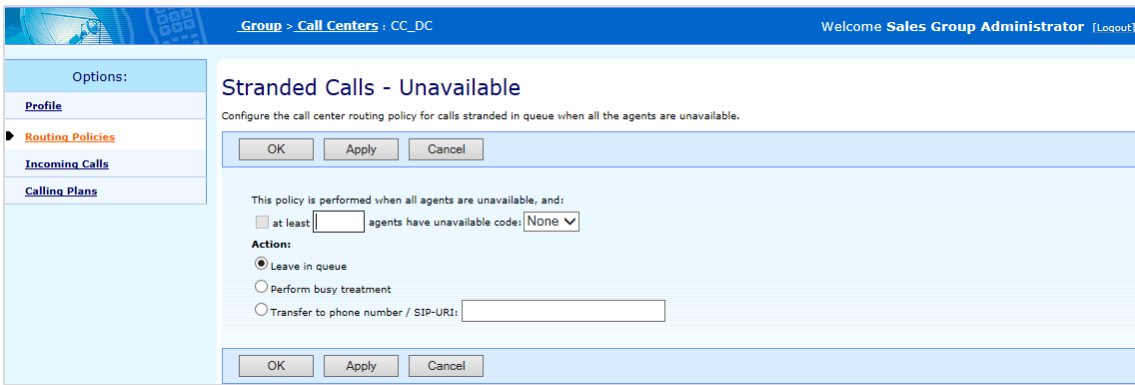 Group > Call Centers : CC_DC
Welcome Sales Group Administrator [Logout]
Options:
Profile
Routing Policies
Incoming Calls
Calling Plans
Stranded Calls - Unavailable
Configure the call center routing policy for calls stranded in queue when all the agents are unavailable.
OK Apply Cancel
This policy is performed when all agents are unavailable, and:
at least agents have unavailable code: None
Action:
Leave in queue
Perform busy treatment
Transfer to phone number / SIP-URI:
OK Apply Cancel